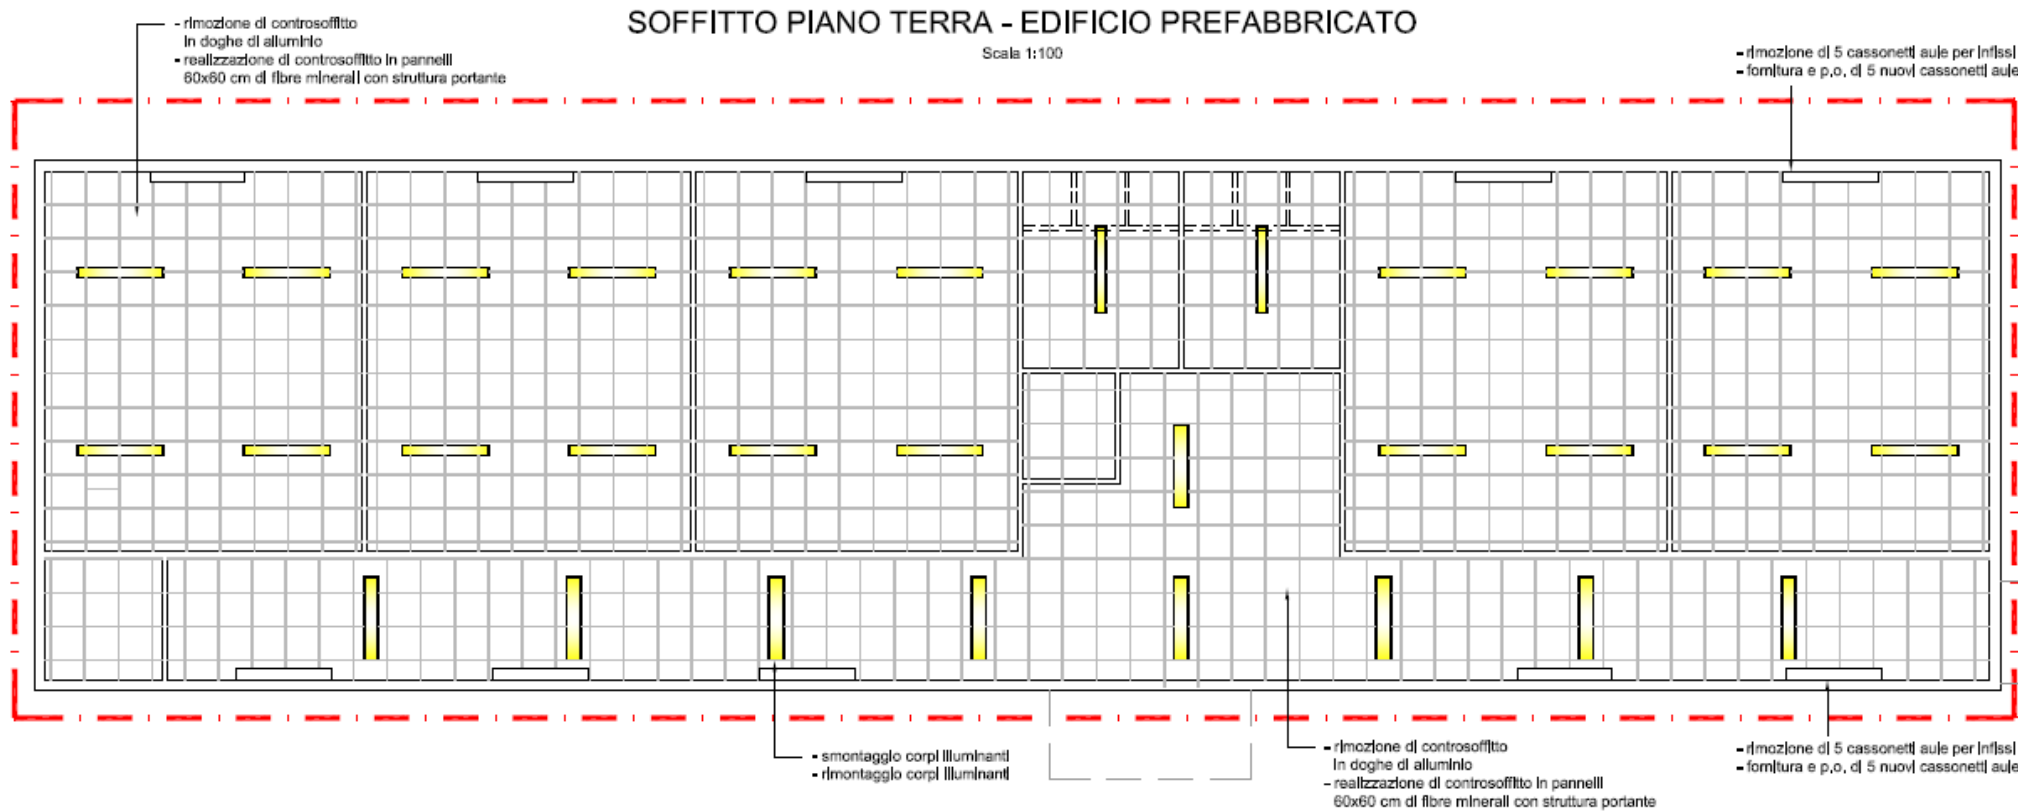 SOFFITTO PIANO TERRA - EDIFICIO PREFABBRICATO
Scala 1:100
- rimozione di controsoffitto
in doghe di alluminio
- realizzazione di controsoffitto in pannelli
60x60 cm di fibre minerali con struttura portante
- rimozione di 5 cassonetti aule per infissi
- fornitura e p.o. di 5 nuovi cassonetti aule
- smontaggio corpi illuminanti
- rimontaggio corpi illuminanti
- rimozione di controsoffitto
in doghe di alluminio
- realizzazione di controsoffitto in pannelli
60x60 cm di fibre minerali con struttura portante
- rimozione di 5 cassonetti aule per infissi
- fornitura e p.o. di 5 nuovi cassonetti aule